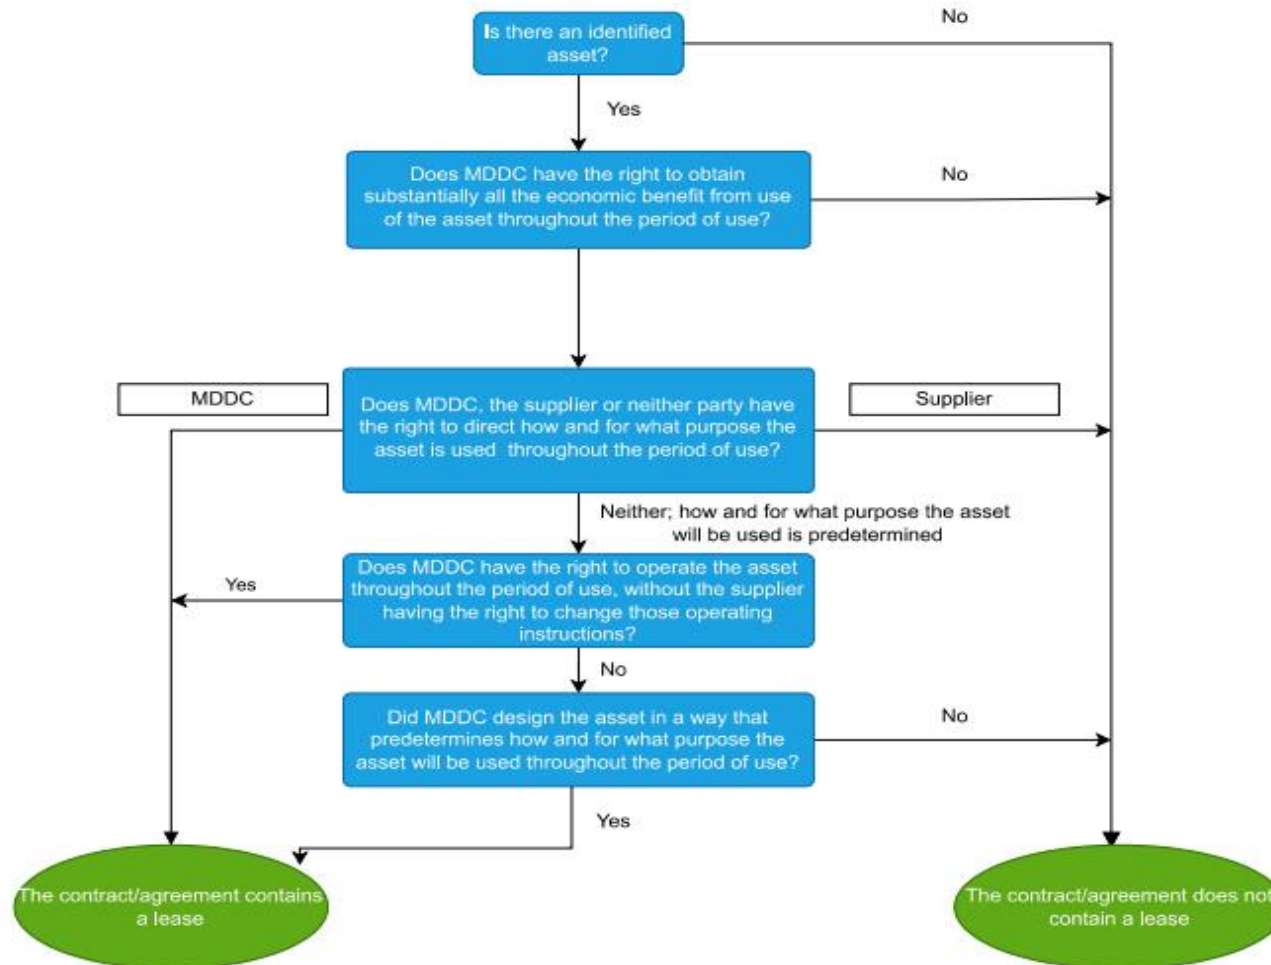 Is there an identified
asset?
No
Yes
Does MDDC have the right to obtain
substantially all the economic benefit from use
of the asset throughout the period of use?
No
MDDC
Does MDDC, the supplier or neither party have
the right to direct how and for what purpose the
asset is used throughout the period of use?
Supplier
Neither; how and for what purpose the asset
will be used is predetermined
Does MDDC have the right to operate the asset
throughout the period of use, without the supplier
having the right to change those operating
instructions?
Yes
No
Did MDDC design the asset in a way that
predetermines how and for what purpose the
asset will be used throughout the period of use?
No
Yes
The contract/agreement contains
a lease
The contract/agreement does not
contain a lease